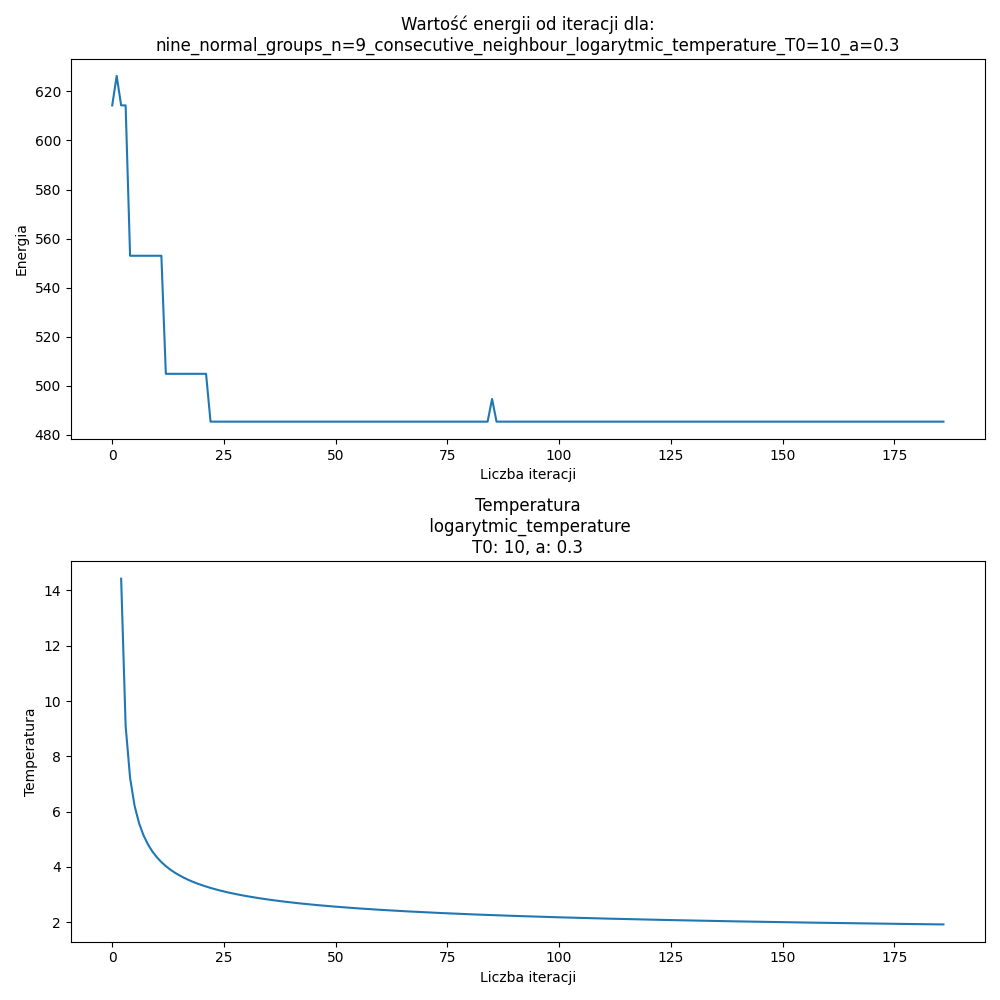 Wartość energii od iteracji dla:
nine_normal_groups_n=9_consecutive_neighbour_logarytmic_temperature_T0=10_a=0.3
620
600
580
560
540
520
500
480
Energia
0 25 50 75 100 125 150 175
Liczba iteracji
Temperatura
logarytmic_temperature
T0: 10, a: 0.3
14
12
10
8
6
4
2
Temperatura
0 25 50 75 100 125 150 175
Liczba iteracji